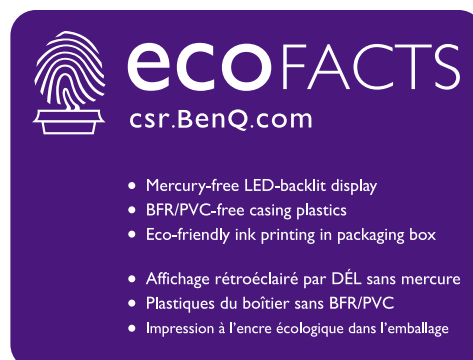 ecoFACTS
csr.BenQ.com
• Mercury-free LED-backlit display
• BFR/PVC-free casing plastics
• Eco-friendly ink printing in packaging box
• Affichage rétroéclairé par DÉL sans mercure
• Plastiques du boîtier sans BFR/PVC
• Impression à l'encre écologique dans l'emballage